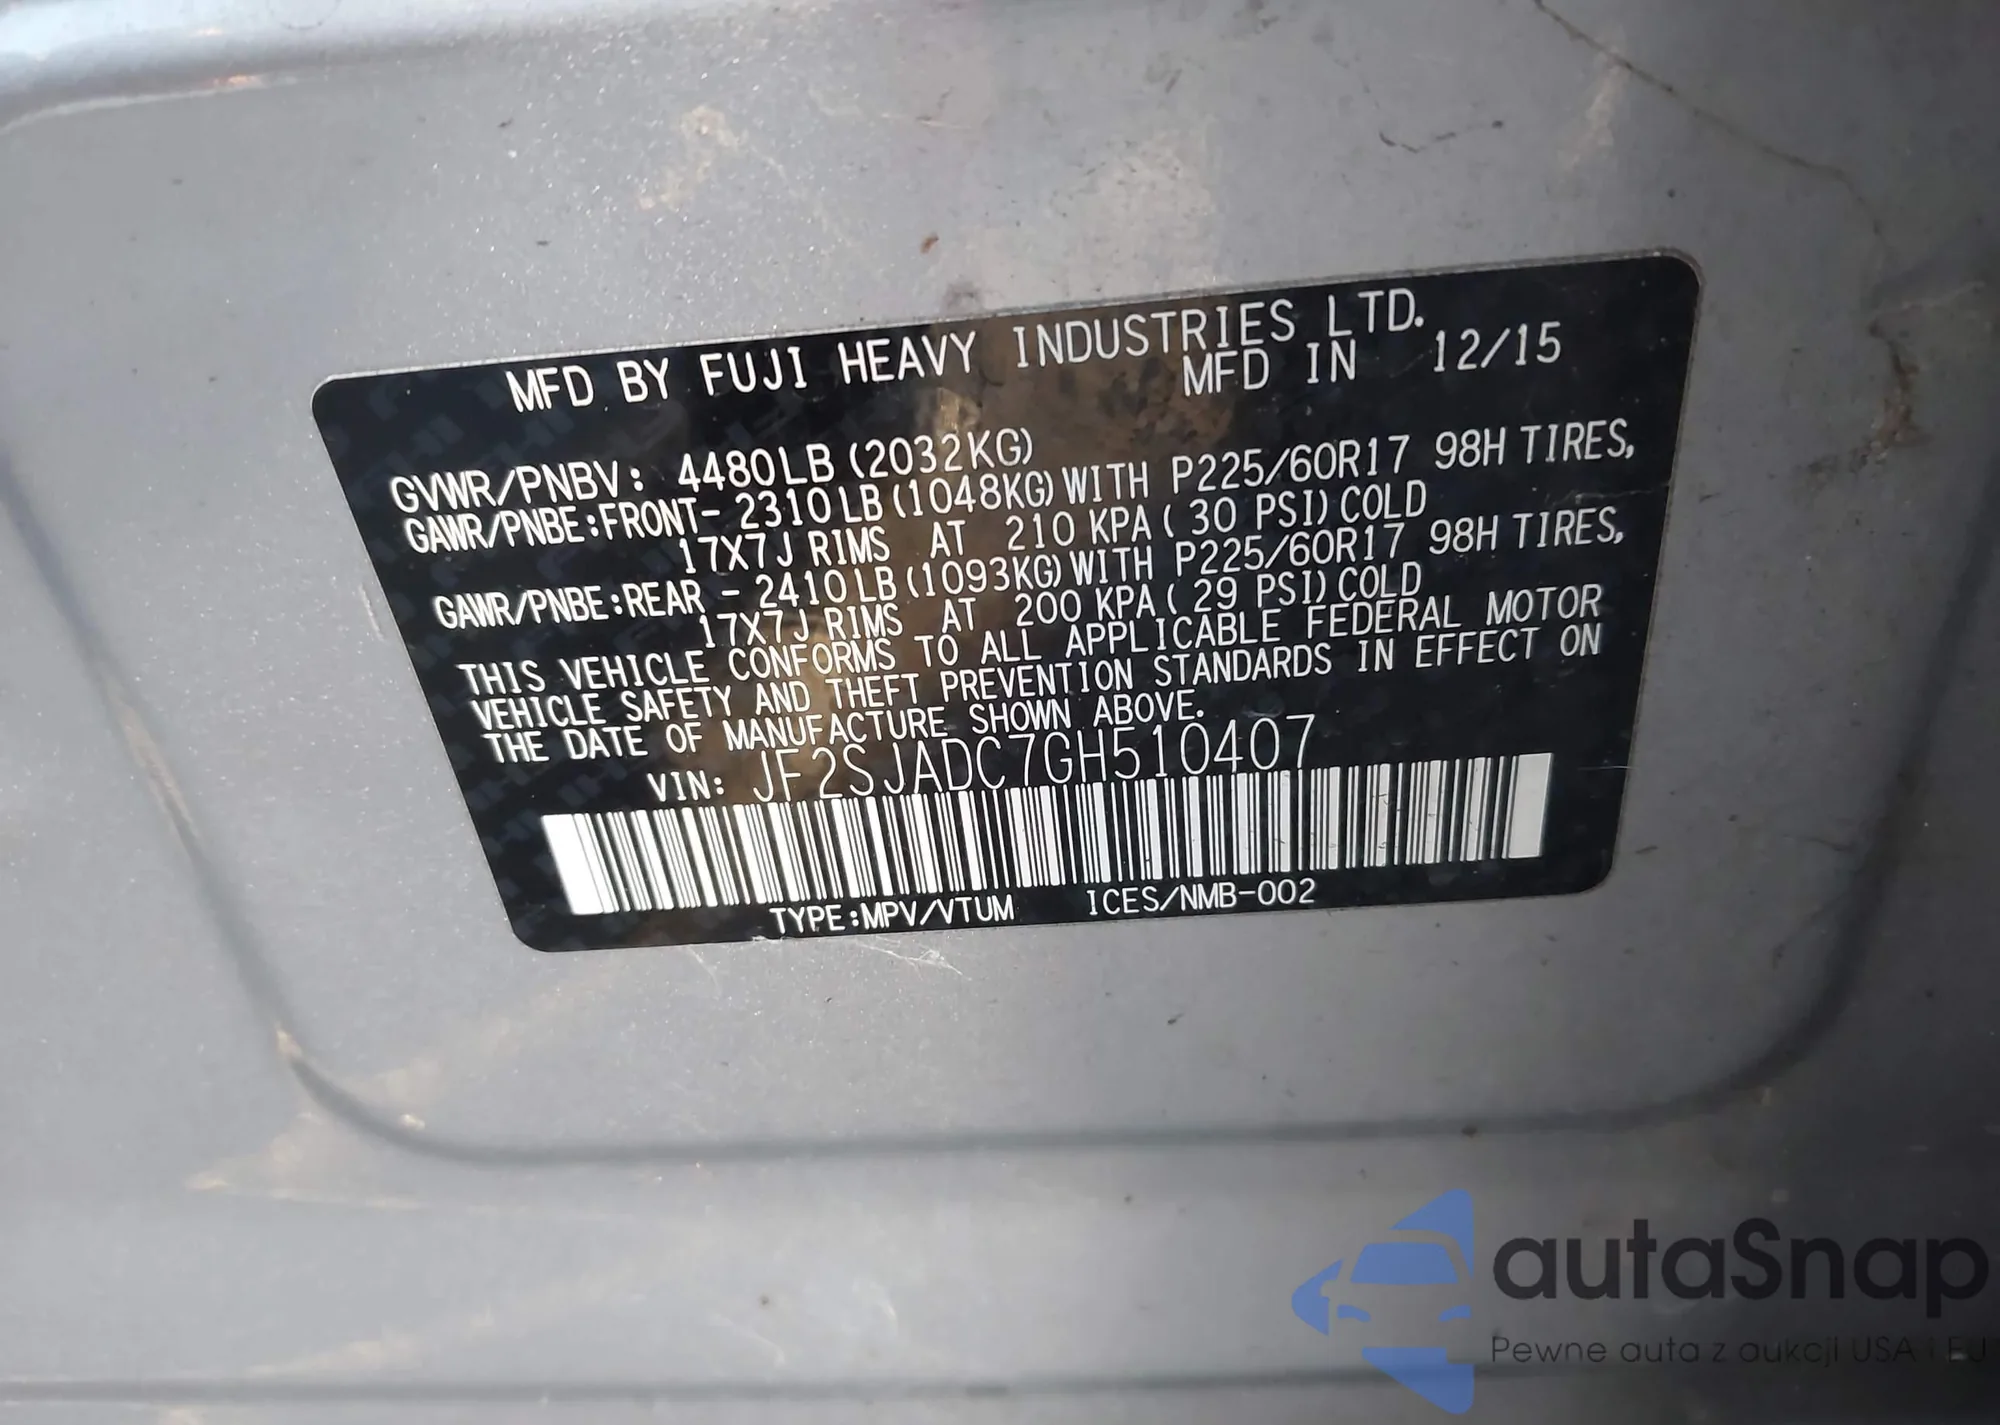 MFD BY FUJI HEAVY INDUSTRIES LTD.
MFD IN 12/15
GVWR/PNBV: 4480LB (2032KG)
GAWR/PNBE:FRONT- 2310LB (1048KG) WITH P225/60R17 98H TIRES,
17X7J RIMS AT 210 KPA ( 30 PSI) COLD
GAWR/PNBE:REAR - 2410LB (1093KG) WITH P225/60R17 98H TIRES,
17X7J RIMS AT 200 KPA ( 29 PSI) COLD
THIS VEHICLE CONFORMS TO ALL APPLICABLE FEDERAL MOTOR
VEHICLE SAFETY AND THEFT PREVENTION STANDARDS IN EFFECT ON
THE DATE OF MANUFACTURE SHOWN ABOVE.
VIN: JF2SJADC7GH510407
TYPE:MPV/VTUM ICES/NMB-002
autaSnap
Pewne auta z aukcji USA i EU